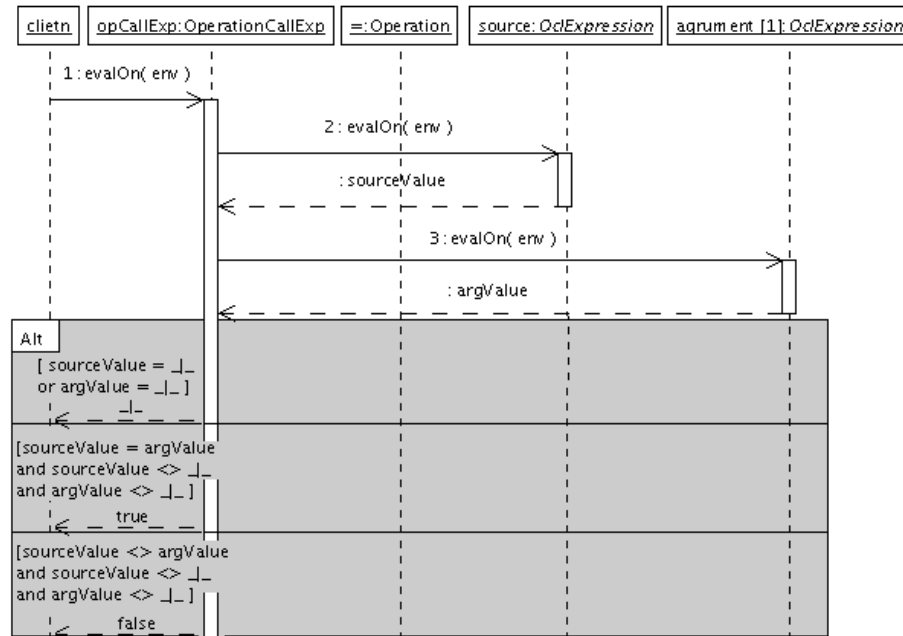 clietn
opCallExp:OperationCallExp
=:Operation
source:OclExpression
aqrument [1]:OclExpression
1:evalOn( env )
2:evalOn( env )
: sourceValue
3:evalOn( env )
: argValue
Alt
[ sourceValue = _|_
or argValue = _|_ ]
_|_
[sourceValue = argValue
and sourceValue <> _|_
and argValue <> _|_ ]
true
[sourceValue <> argValue
and sourceValue <> _|_
and argValue <> _|_ ]
false